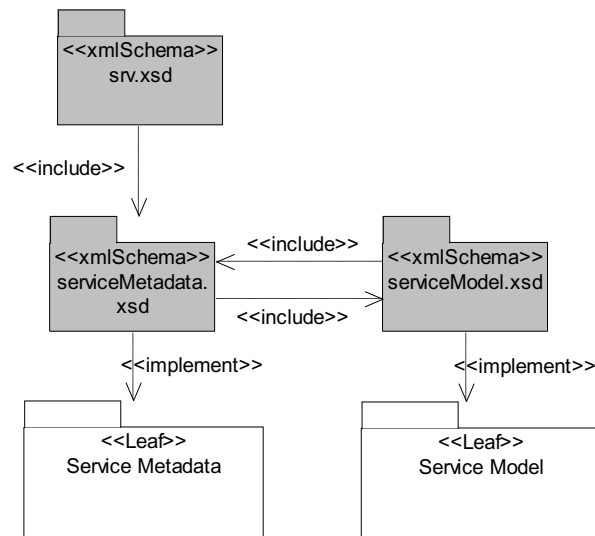 <<xmlSchema>>
srv.xsd
<<include>>
<<xmlSchema>>
serviceMetadata.
xsd
<<include>>
<<include>>
<<xmlSchema>>
serviceModel.xsd
<<implement>>
<<implement>>
<<Leaf>>
Service Metadata
<<Leaf>>
Service Model